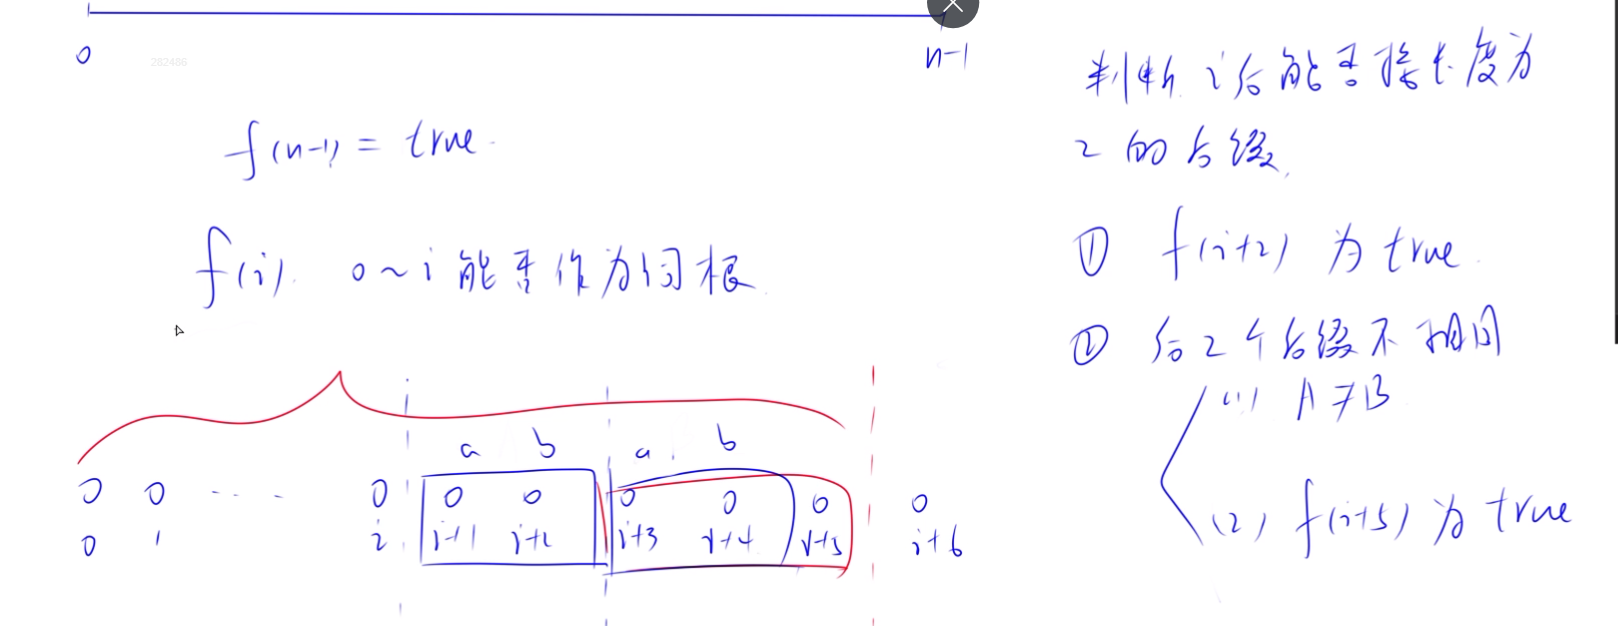 0 n-1
282486
f(n-1) = true.
f(i). 0~i 能否作为词根
a b a b
0 0 ···· 0 0 0 0 0 0 0
0 1 i i+1 i+2 i+3 i+4 i+5 i+6
判断 i 后能否接长度为
2 的后缀.
① f(i+2) 为 true.
② 后 2 个后缀不相同
(1) A≠B
(2) f(i+5) 为 true